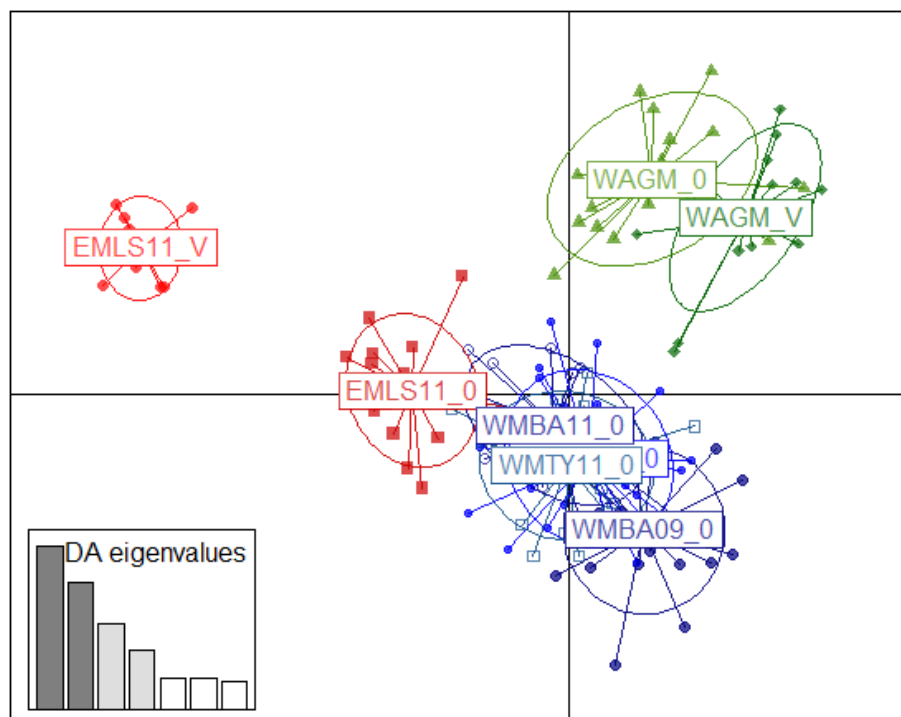 WAGM_0
WAGM_V
EMLS11_V
EMLS11_0
WMBA11_0
WMTY11_0
WMBA09_0
DA eigenvalues